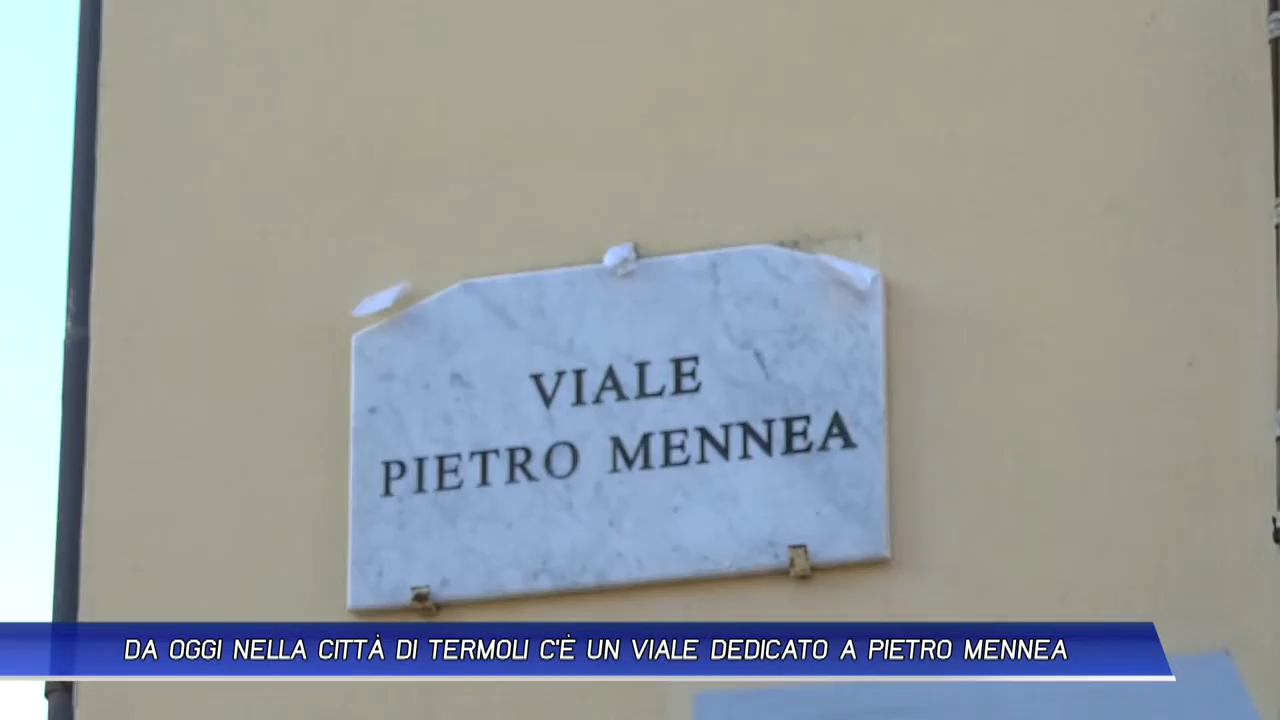 VIALE
PIETRO MENNEA
DA OGGI NELLA CITTÀ DI TERMOLI C'È UN VIALE DEDICATO A PIETRO MENNEA